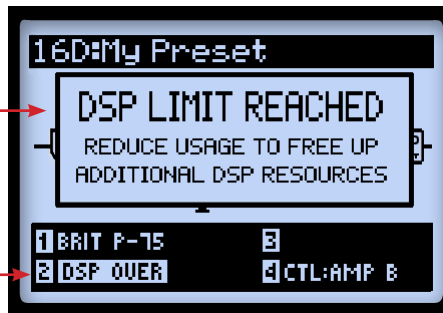 16D:My Preset
DSP LIMIT REACHED
REDUCE USAGE TO FREE UP
ADDITIONAL DSP RESOURCES
1 BRIT P-75
3
2 DSP OVER
4 CTL:AMP B